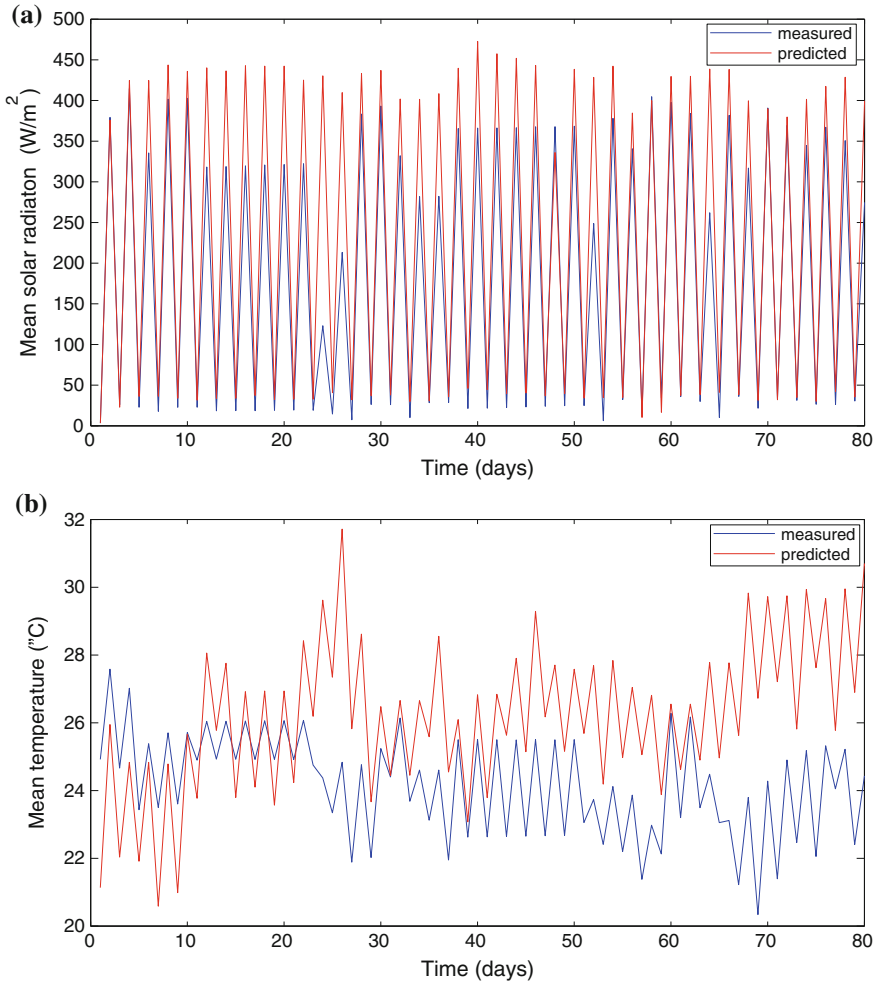 (a)
500
450
400
350
300
250
200
150
100
50
0
Mean solar radiaton (W/m²)
measured
predicted
0 10 20 30 40 50 60 70 80
Time (days)
(b)
32
30
28
26
24
22
20
Mean temperature (”C)
measured
predicted
0 10 20 30 40 50 60 70 80
Time (days)